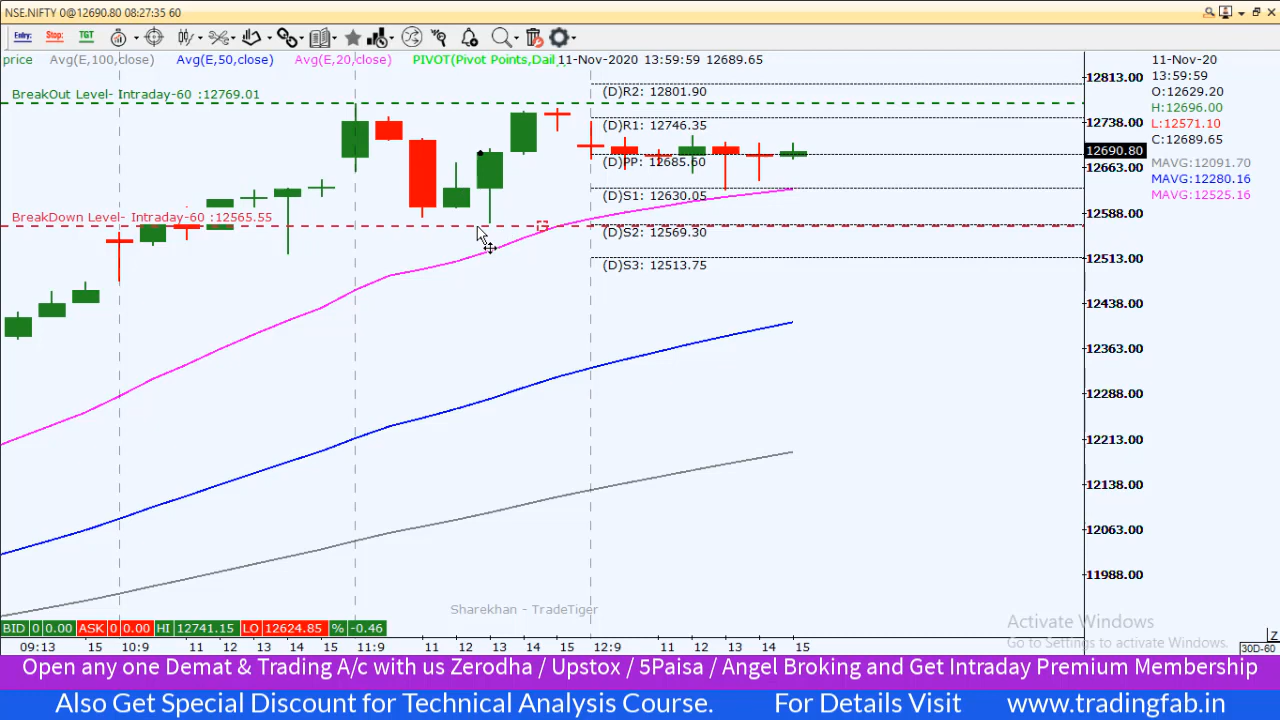 NSE.NIFTY 0@12690.80 08:27:35 60
Entry: Stop: TGT
price Avg(E,100,close) Avg(E,50,close) Avg(E,20,close) PIVOT(Pivot Points,Dail 11-Nov-2020 13:59:59 12689.65
11-Nov-20
13:59:59
O:12629.20
H:12696.00
L:12571.10
C:12689.65
MAVG:12091.70
MAVG:12280.16
MAVG:12525.16
BreakOut Level- Intraday-60 :12769.01
BreakDown Level- Intraday-60 :12565.55
(D)R2: 12801.90
(D)R1: 12746.35
(D)PP: 12685.60
(D)S1: 12630.05
(D)S2: 12569.30
(D)S3: 12513.75
12813.00
12738.00
12690.80
12663.00
12588.00
12513.00
12438.00
12363.00
12288.00
12213.00
12138.00
12063.00
11988.00
Sharekhan - TradeTiger
Activate Windows
Go to Settings to activate Windows.
BID 0 0.00 ASK 0 0.00 HI 12741.15 LO 12624.85 % -0.46
09:13 15 10:9 11 12 13 14 15 11:9 11 12 13 14 15 12:9 11 12 13 14 15
Z
30D-60
Open any one Demat & Trading A/c with us Zerodha / Upstox / 5Paisa / Angel Broking and Get Intraday Premium Membership
Also Get Special Discount for Technical Analysis Course. For Details Visit www.tradingfab.in